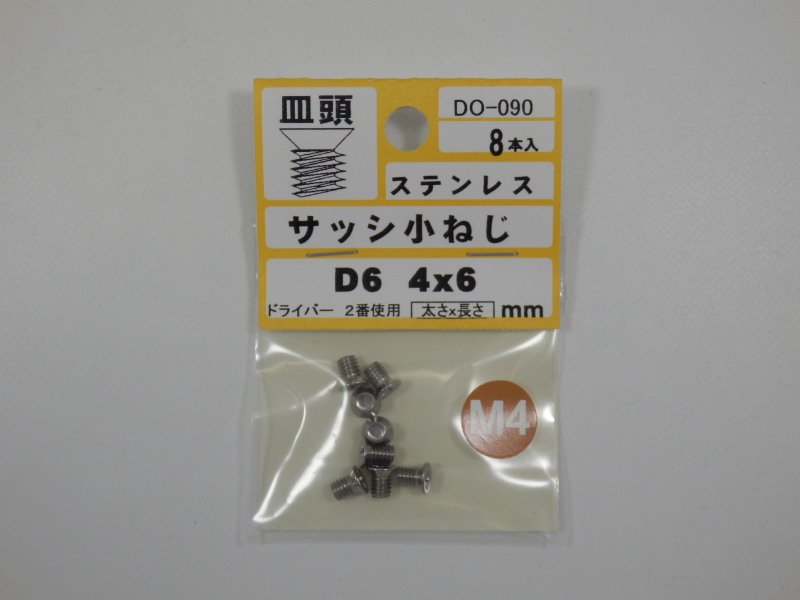 皿頭
DO-090
8本入
ステンレス
サッシ小ねじ
D6 4x6
ドライバー 2番使用 太さx長さ mm
M4